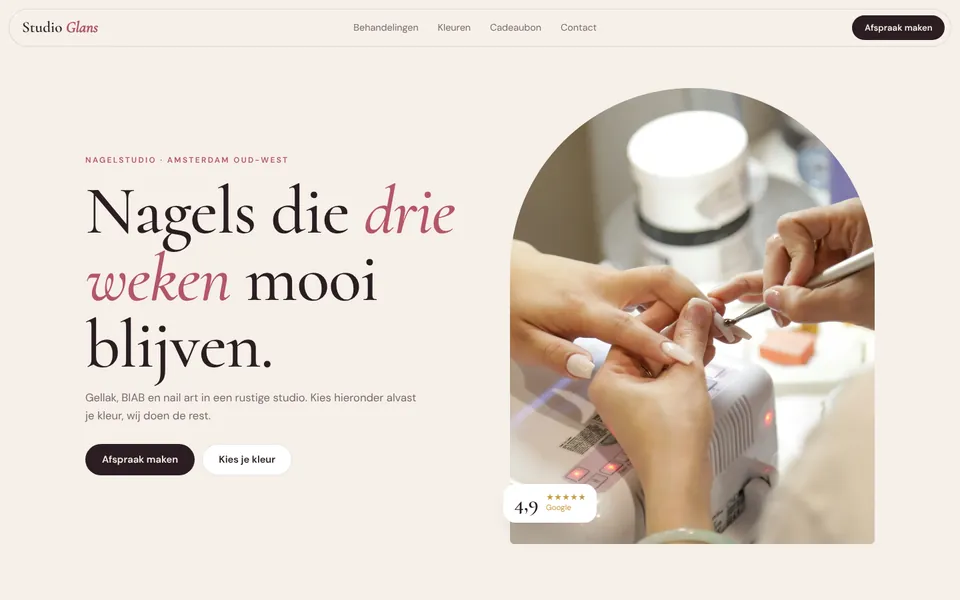 Studio Glans
Behandelingen
Kleuren
Cadeaubon
Contact
Afspraak maken
NAGELSTUDIO · AMSTERDAM OUD-WEST
Nagels die drie
weken mooi
blijven.
Gellak, BIAB en nail art in een rustige studio. Kies hieronder alvast
je kleur, wij doen de rest.
Afspraak maken
Kies je kleur
4,9
★★★★★
Google